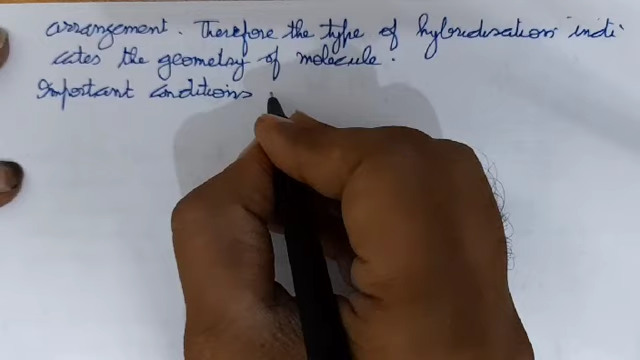 arrangement. Therefore the type of hybridisation indi
cates the geometry of molecule.
Important conditions